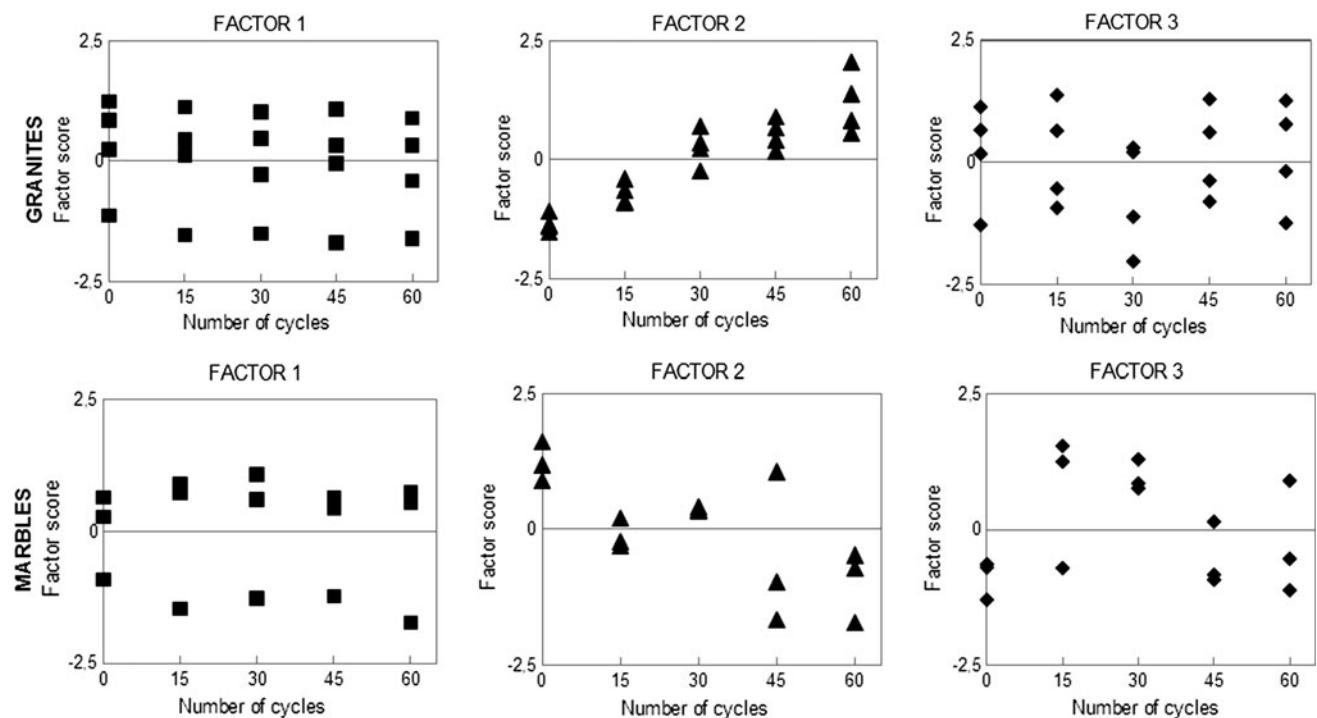 FACTOR 1
FACTOR 2
FACTOR 3
GRANITES
Factor score
2.5
0
-2.5
0 15 30 45 60
Number of cycles
Factor score
2.5
0
-2.5
0 15 30 45 60
Number of cycles
Factor score
2.5
0
-2.5
0 15 30 45 60
Number of cycles
FACTOR 1
FACTOR 2
FACTOR 3
MARBLES
Factor score
2.5
0
-2.5
0 15 30 45 60
Number of cycles
Factor score
2.5
0
-2.5
0 15 30 45 60
Number of cycles
Factor score
2.5
0
-2.5
0 15 30 45 60
Number of cycles